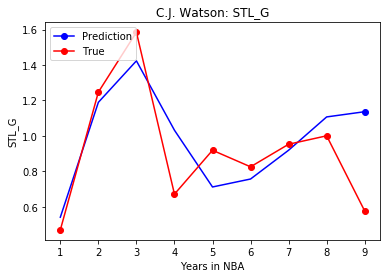 C.J. Watson: STL_G
Prediction
True
STL_G
1.6
1.4
1.2
1.0
0.8
0.6
1 2 3 4 5 6 7 8 9
Years in NBA